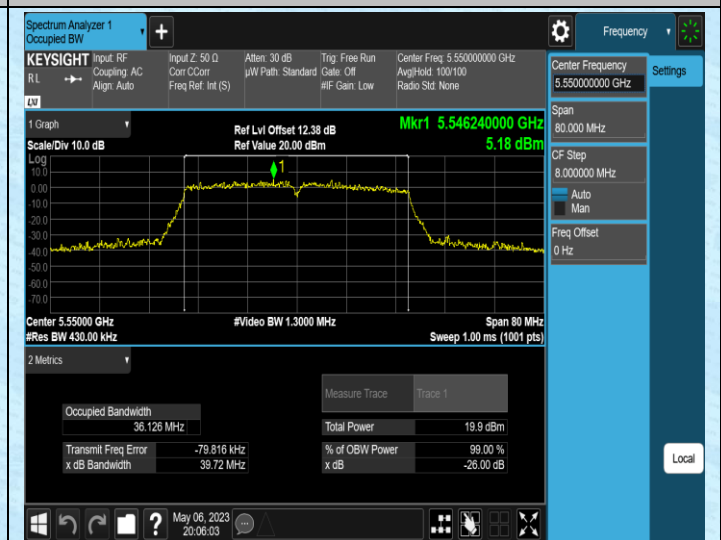 Spectrum Analyzer 1
Occupied BW
Frequency
KEYSIGHT
R L
LXI
Input: RF
Coupling: AC
Align: Auto
Input Z: 50 Ω
Corr CCorr
Freq Ref: Int (S)
Atten: 30 dB
µW Path: Standard
Trig: Free Run
Gate: Off
#IF Gain: Low
Center Freq: 5.550000000 GHz
Avg|Hold: 100/100
Radio Std: None
Center Frequency
5.550000000 GHz
Settings
Span
80.000 MHz
CF Step
8.000000 MHz
Auto
Man
Freq Offset
0 Hz
Local
1 Graph
Scale/Div 10.0 dB
Ref Lvl Offset 12.38 dB
Ref Value 20.00 dBm
Mkr1 5.546240000 GHz
5.18 dBm
Log
10.0
0.00
-10.0
-20.0
-30.0
-40.0
-50.0
-60.0
-70.0
1
Center 5.55000 GHz
#Res BW 430.00 kHz
#Video BW 1.3000 MHz
Span 80 MHz
Sweep 1.00 ms (1001 pts)
2 Metrics
Measure Trace Trace 1
Occupied Bandwidth
36.126 MHz
Total Power 19.9 dBm
Transmit Freq Error -79.816 kHz
% of OBW Power 99.00 %
x dB Bandwidth 39.72 MHz
x dB -26.00 dB
?
May 06, 2023
20:06:03